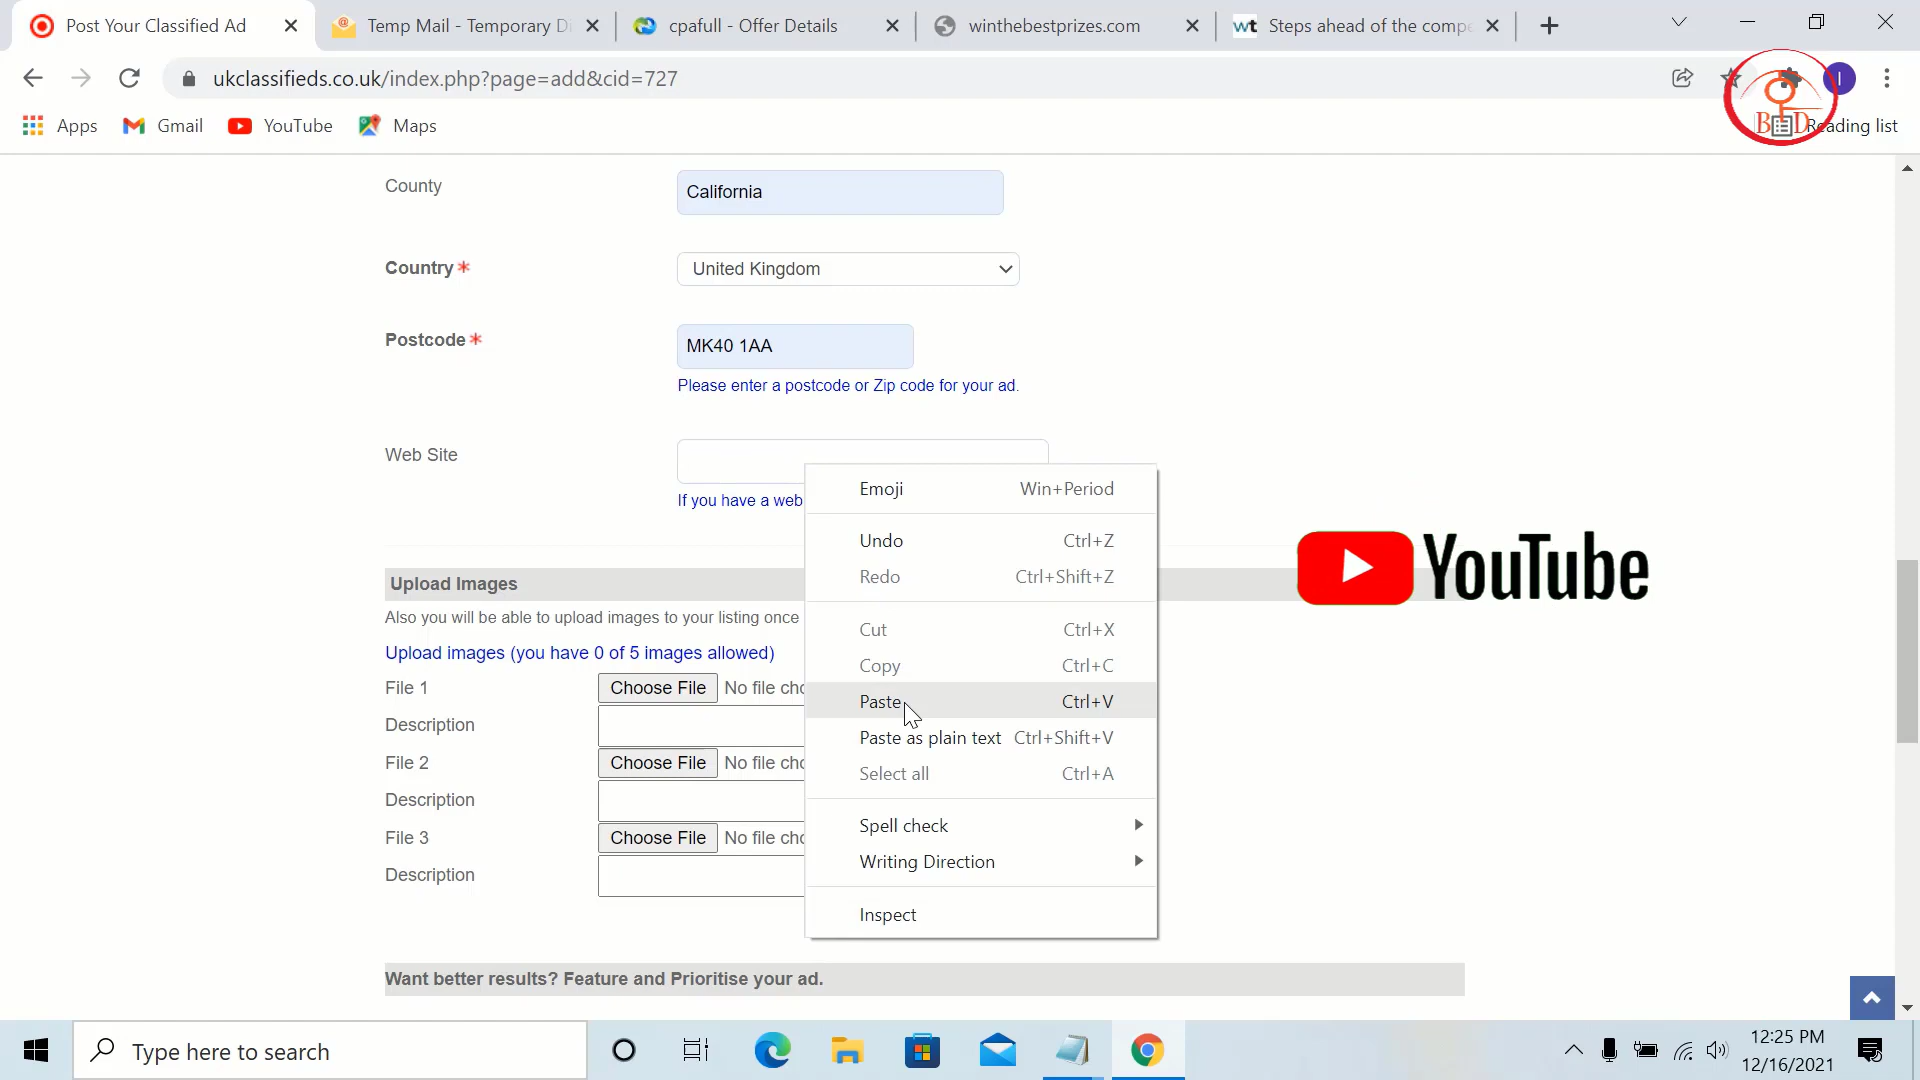 Post Your Classified Ad
Temp Mail - Temporary Di
cpafull - Offer Details
winthebestprizes.com
wt
Steps ahead of the compe
ukclassifieds.co.uk/index.php?page=add&cid=727
I
Apps
Gmail
YouTube
Maps
B D
Reading list
County
California
Country*
United Kingdom
Postcode*
MK40 1AA
Please enter a postcode or Zip code for your ad.
Web Site
If you have a web
Emoji Win+Period
Undo Ctrl+Z
Redo Ctrl+Shift+Z
Cut Ctrl+X
Copy Ctrl+C
Paste Ctrl+V
Paste as plain text Ctrl+Shift+V
Select all Ctrl+A
Spell check
Writing Direction
Inspect
YouTube
Upload Images
Also you will be able to upload images to your listing once
Upload images (you have 0 of 5 images allowed)
File 1 Choose File No file cho
Description
File 2 Choose File No file cho
Description
File 3 Choose File No file cho
Description
Want better results? Feature and Prioritise your ad.
Type here to search
12:25 PM
12/16/2021